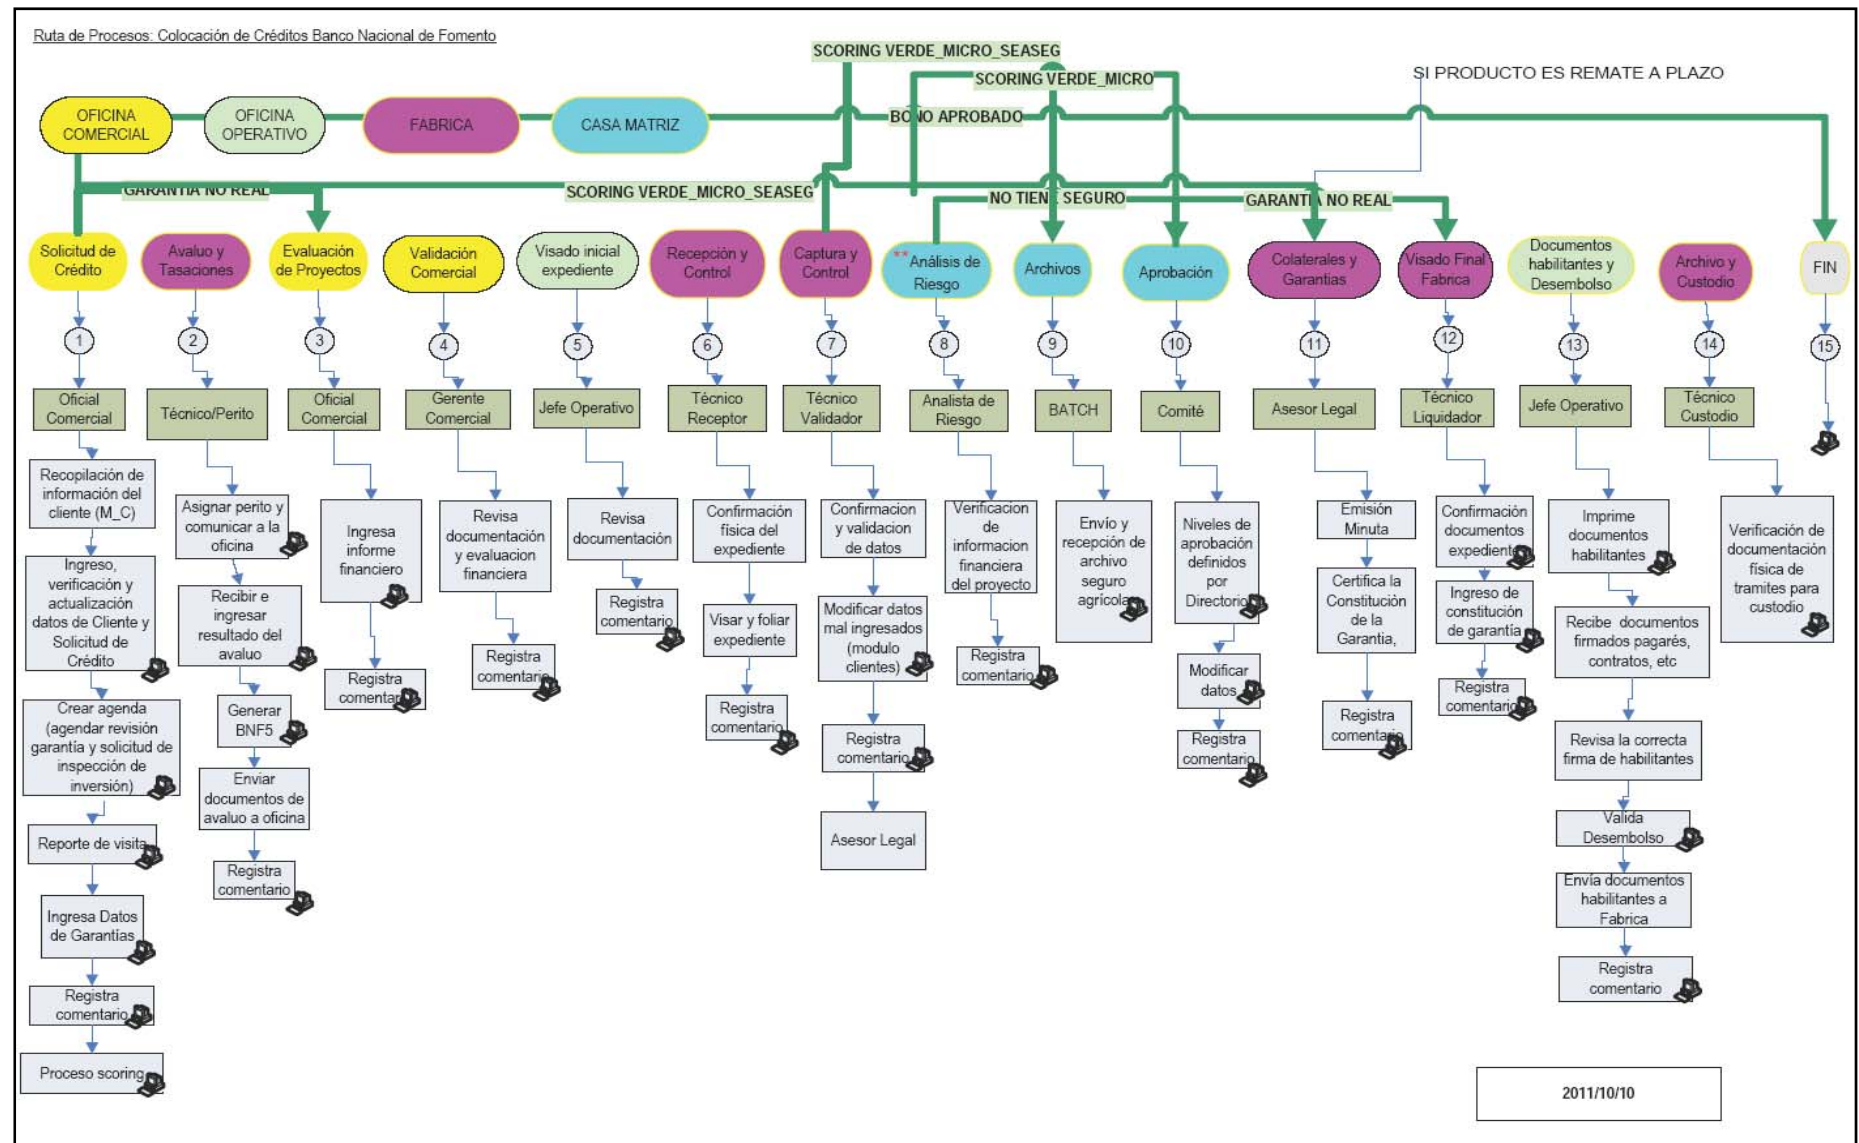 Ruta de Procesos: Colocación de Créditos Banco Nacional de Fomento
SCORING VERDE_MICRO_SEASEG
SCORING VERDE_MICRO
SI PRODUCTO ES REMATE A PLAZO
OFICINA
COMERCIAL
OFICINA
OPERATIVO
FABRICA
CASA MATRIZ
BONO APROBADO
GARANTIA NO REAL
SCORING VERDE_MICRO_SEASEG
NO TIENE SEGURO
GARANTIA NO REAL
Solicitud de
Crédito
Avaluo y
Tasaciones
Evaluación
de Proyectos
Validación
Comercial
Visado inicial
expediente
Recepción y
Control
Captura y
Control
**Análisis de
Riesgo
Archivos
Aprobación
Colaterales y
Garantias
Visado Final
Fabrica
Documentos
habilitantes y
Desembolso
Archivo y
Custodio
FIN
1
2
3
4
5
6
7
8
9
10
11
12
13
14
15
Oficial
Comercial
Técnico/Perito
Oficial
Comercial
Gerente
Comercial
Jefe Operativo
Técnico
Receptor
Técnico
Validador
Analista de
Riesgo
BATCH
Comité
Asesor Legal
Técnico
Liquidador
Jefe Operativo
Técnico
Custodio
Recopilación de
información del
cliente (M_C)
Ingreso,
verificación y
actualización
datos de Cliente y
Solicitud de
Crédito
Crear agenda
(agendar revisión
garantía y solicitud de
inspección de
inversión)
Reporte de visita
Ingresa Datos
de Garantías
Registra
comentario
Proceso scoring
Asignar perito y
comunicar a la
oficina
Recibir e
ingresar
resultado del
avaluo
Generar
BNF5
Enviar
documentos de
avaluo a oficina
Registra
comentario
Ingresa
informe
financiero
Registra
comentario
Revisa
documentación
y evaluacion
financiera
Registra
comentario
Revisa
documentación
Registra
comentario
Confirmación
física del
expediente
Visar y foliar
expediente
Registra
comentario
Confirmacion
y validacion
de datos
Modificar datos
mal ingresados
(modulo
clientes)
Registra
comentario
Asesor Legal
Verificacion
de
informacion
financiera
del proyecto
Registra
comentario
Envío y
recepción de
archivo
seguro
agrícola
Niveles de
aprobación
definidos
por
Directorio
Modificar
datos
Registra
comentario
Emisión
Minuta
Certifica la
Constitución
de la
Garantia,
Registra
comentario
Confirmación
documentos
expediente
Ingreso de
constitución
de garantía
Registra
comentario
Imprime
documentos
habilitantes
Recibe documentos
firmados pagarés,
contratos, etc
Revisa la correcta
firma de habilitantes
Valida
Desembolso
Envía documentos
habilitantes a
Fabrica
Registra
comentario
Verificación de
documentación
física de
tramites para
custodio
2011/10/10